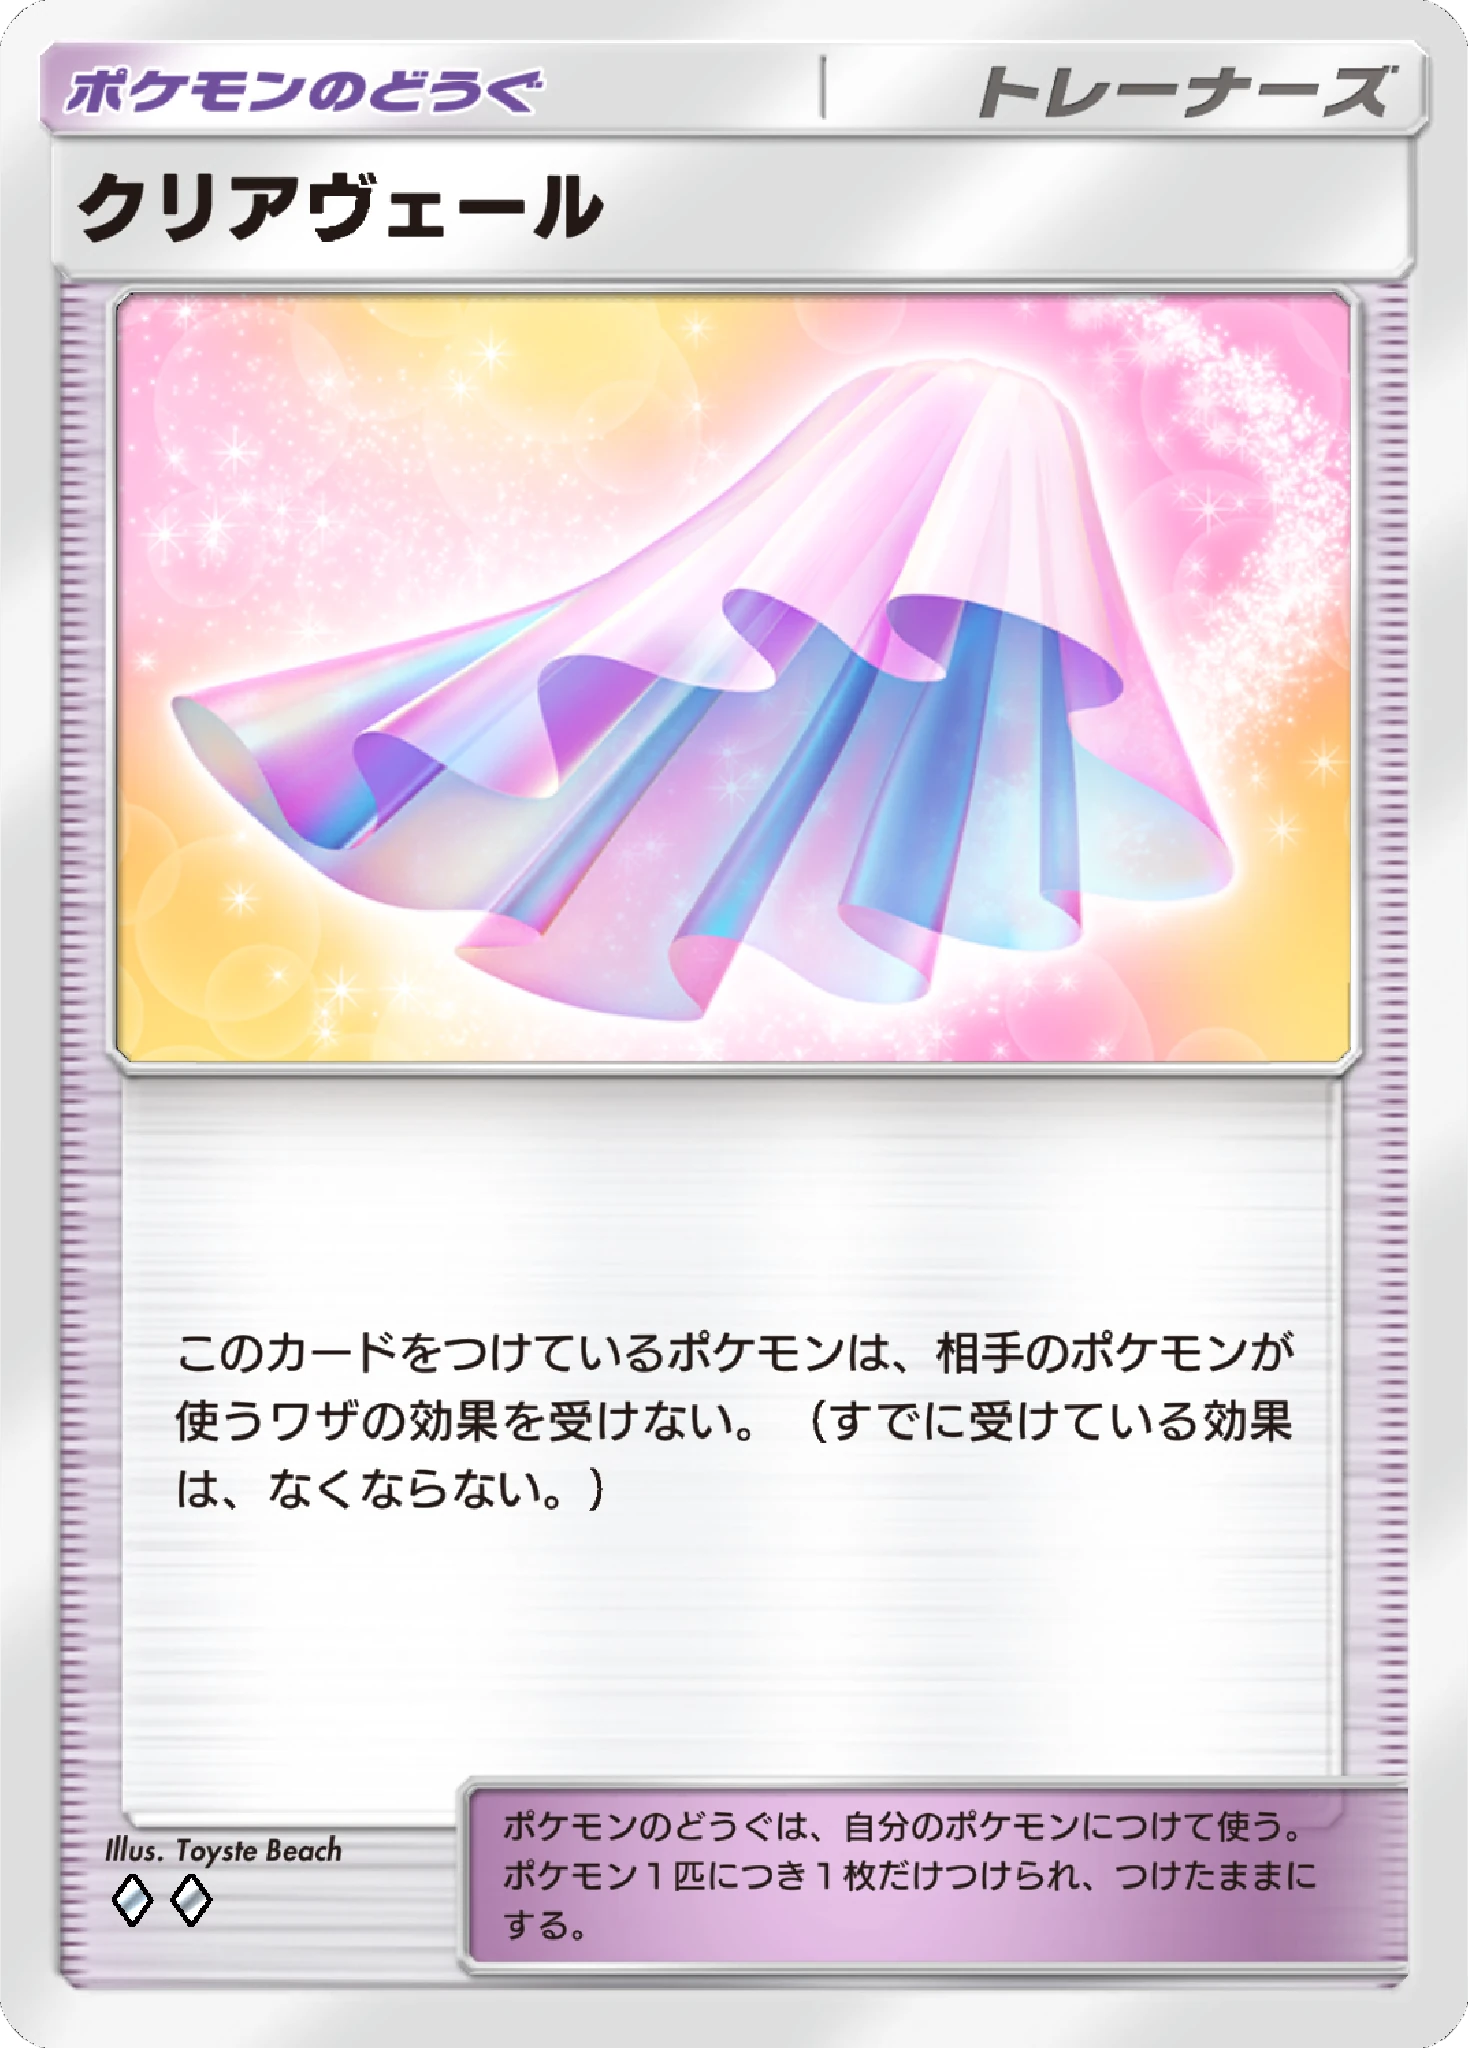 ポケモンのどうぐ
トレーナーズ
クリアヴェール
このカードをつけているポケモンは、相手のポケモンが
使うワザの効果を受けない。（すでに受けている効果
は、なくならない。）
Illus. Toyste Beach
ポケモンのどうぐは、自分のポケモンにつけて使う。
ポケモン１匹につき１枚だけつけられ、つけたままに
する。